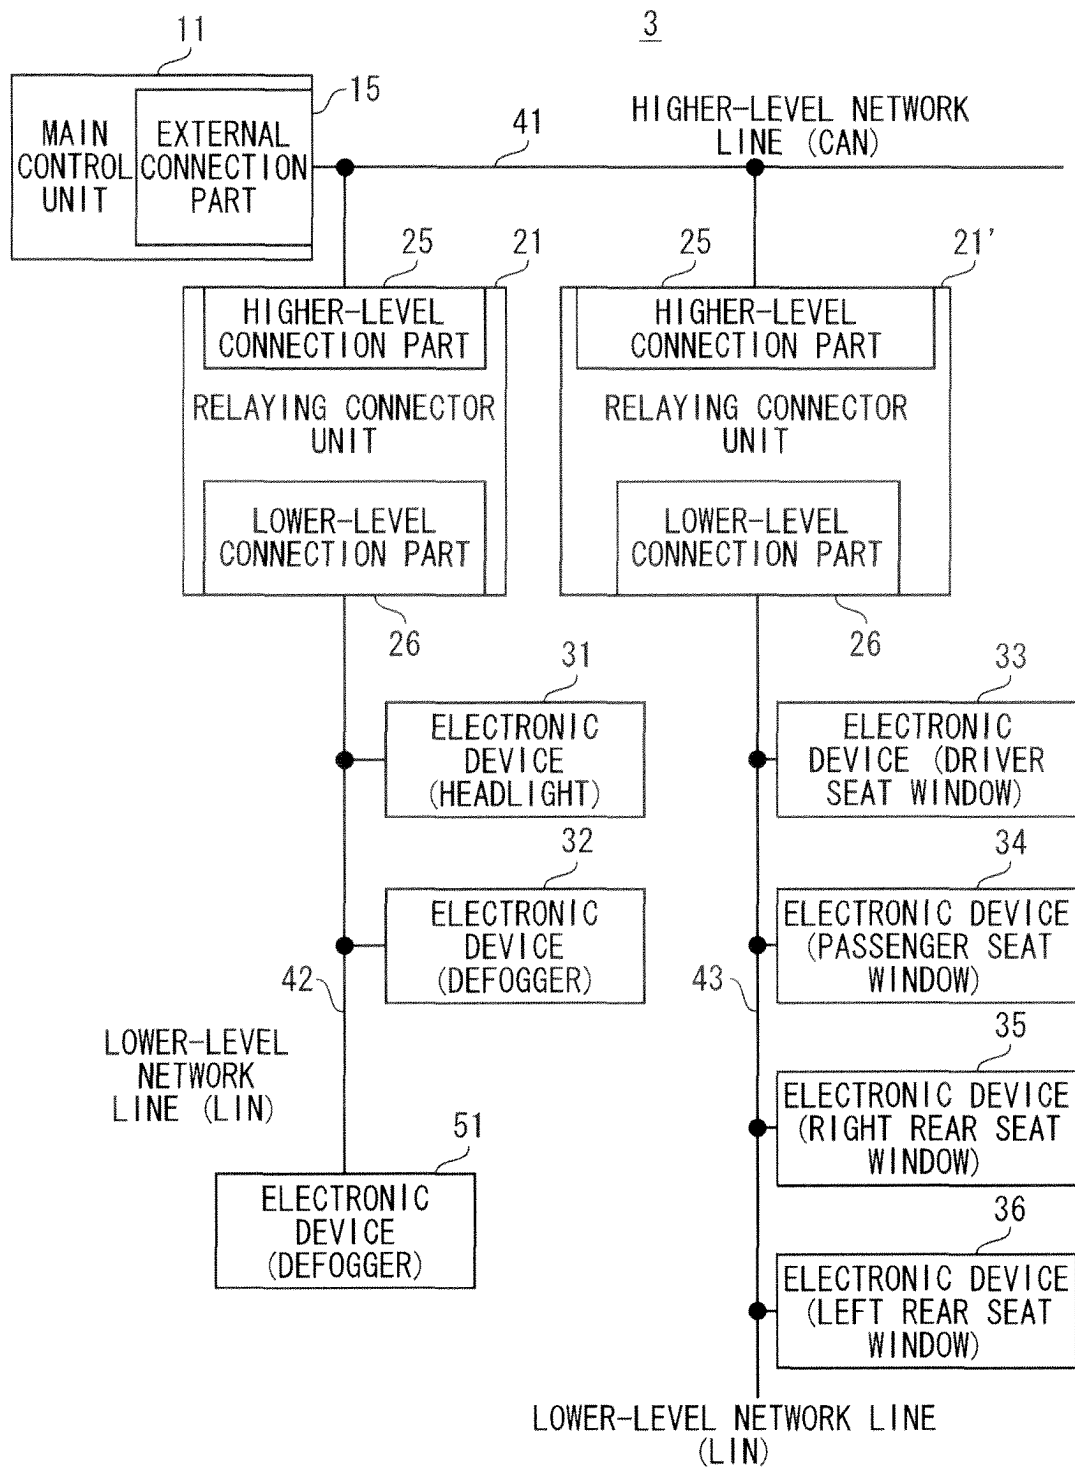 3
11
15
MAIN
CONTROL
UNIT
EXTERNAL
CONNECTION
PART
41
HIGHER-LEVEL NETWORK
LINE (CAN)
25
21
HIGHER-LEVEL
CONNECTION PART
RELAYING CONNECTOR
UNIT
LOWER-LEVEL
CONNECTION PART
26
25
21'
HIGHER-LEVEL
CONNECTION PART
RELAYING CONNECTOR
UNIT
LOWER-LEVEL
CONNECTION PART
26
31
ELECTRONIC
DEVICE
(HEADLIGHT)
32
ELECTRONIC
DEVICE
(DEFOGGER)
42
LOWER-LEVEL
NETWORK
LINE (LIN)
51
ELECTRONIC
DEVICE
(DEFOGGER)
33
ELECTRONIC
DEVICE (DRIVER
SEAT WINDOW)
34
ELECTRONIC DEVICE
(PASSENGER SEAT
WINDOW)
43
35
ELECTRONIC DEVICE
(RIGHT REAR SEAT
WINDOW)
36
ELECTRONIC DEVICE
(LEFT REAR SEAT
WINDOW)
LOWER-LEVEL NETWORK LINE
(LIN)